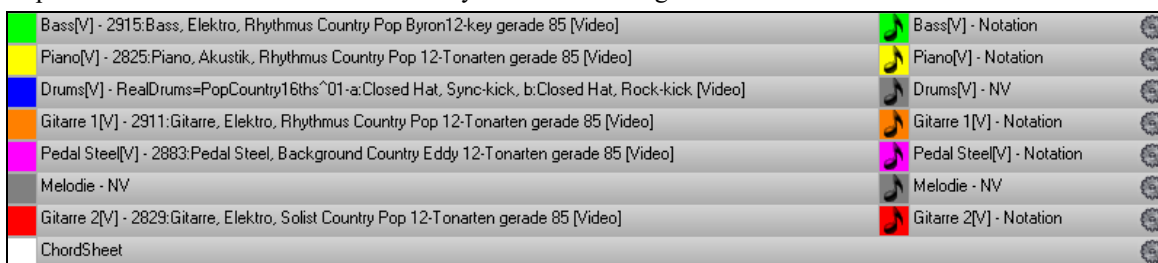 Bass[V] - 2915:Bass, Elektro, Rhythmus Country Pop Byron12-key gerade 85 [Video] Bass[V] - Notation
Piano[V] - 2825:Piano, Akustik, Rhythmus Country Pop 12-Tonarten gerade 85 [Video] Piano[V] - Notation
Drums[V] - RealDrums=PopCountry16ths^01-a:Closed Hat, Sync-kick, b:Closed Hat, Rock-kick [Video] Drums[V] - NV
Gitarre 1[V] - 2911:Gitarre, Elektro, Rhythmus Country Pop 12-Tonarten gerade 85 [Video] Gitarre 1[V] - Notation
Pedal Steel[V] - 2883:Pedal Steel, Background Country Eddy 12-Tonarten gerade 85 [Video] Pedal Steel[V] - Notation
Melodie - NV Melodie - NV
Gitarre 2[V] - 2829:Gitarre, Elektro, Solist Country Pop 12-Tonarten gerade 85 [Video] Gitarre 2[V] - Notation
ChordSheet